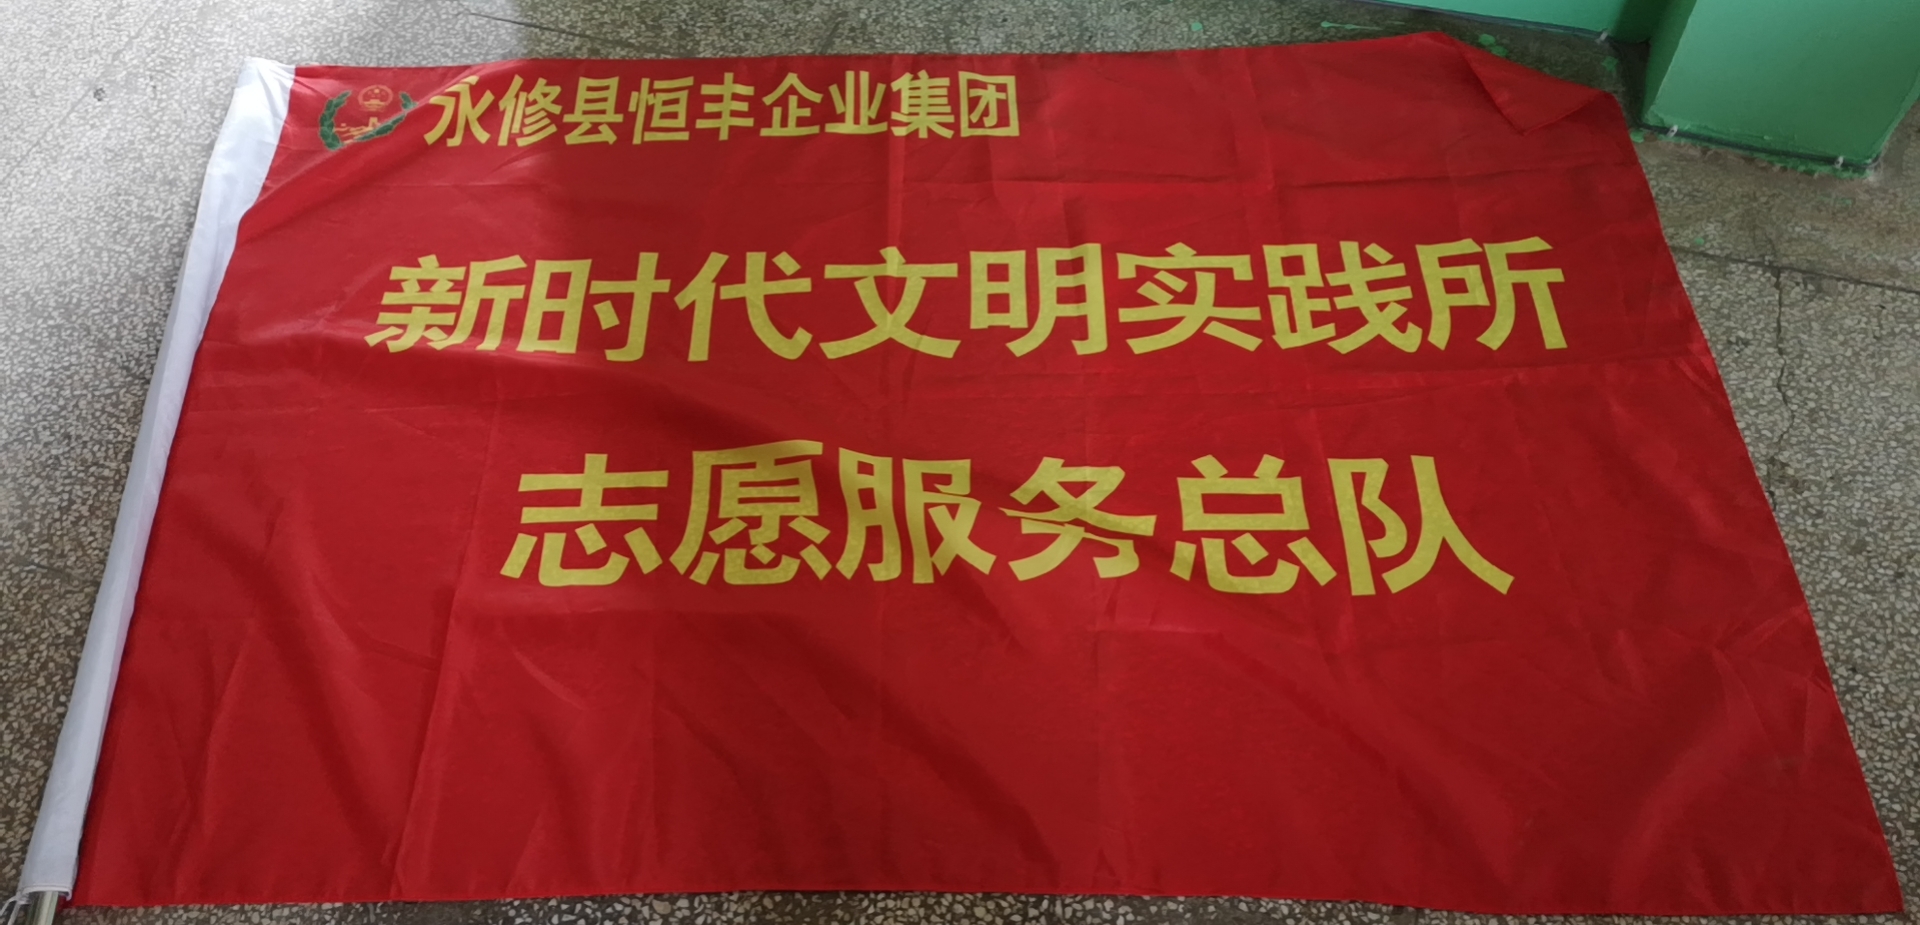 永修县恒丰企业集团
新时代文明实践所
志愿服务总队